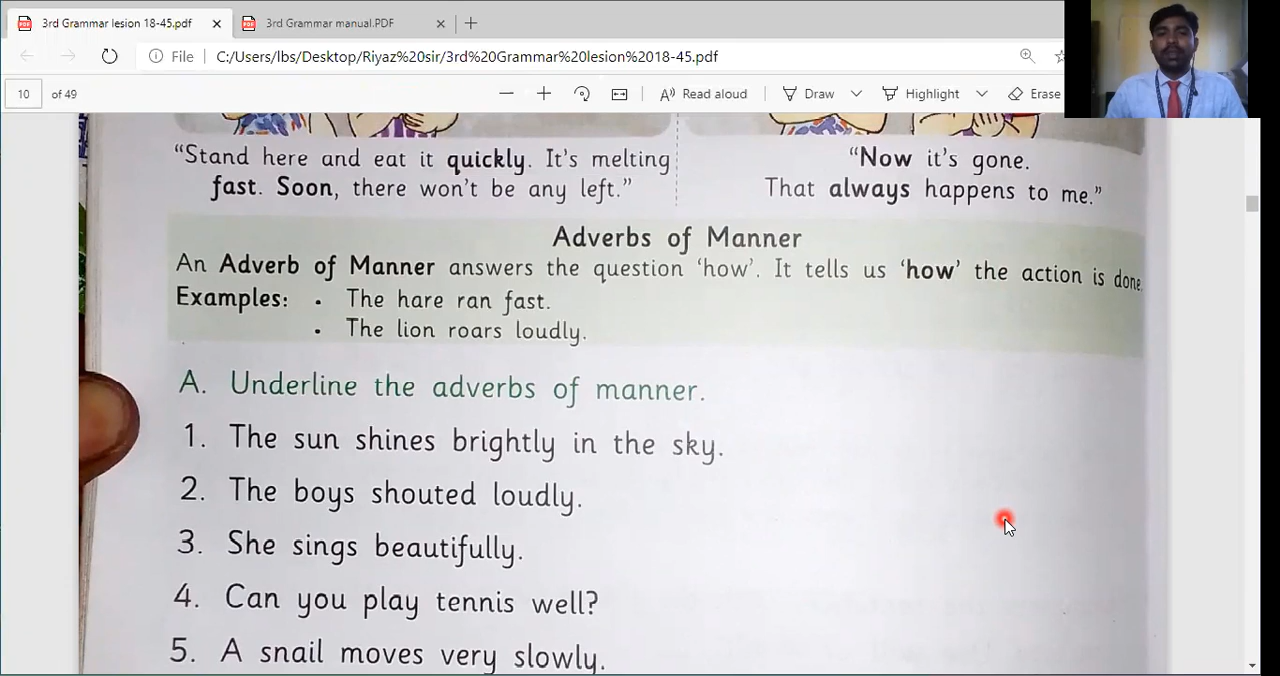 3rd Grammar lesion 18-45.pdf
3rd Grammar manual.PDF
File C:/Users/lbs/Desktop/Riyaz%20sir/3rd%20Grammar%20lesion%2018-45.pdf
10 of 49 Read aloud Draw Highlight Erase
“Stand here and eat it quickly. It’s melting
fast. Soon, there won’t be any left.”
“Now it’s gone.
That always happens to me.”
Adverbs of Manner
An Adverb of Manner answers the question ‘how’. It tells us ‘how’ the action is done.
Examples: • The hare ran fast.
• The lion roars loudly.
A. Underline the adverbs of manner.
1. The sun shines brightly in the sky.
2. The boys shouted loudly.
3. She sings beautifully.
4. Can you play tennis well?
5. A snail moves very slowly.